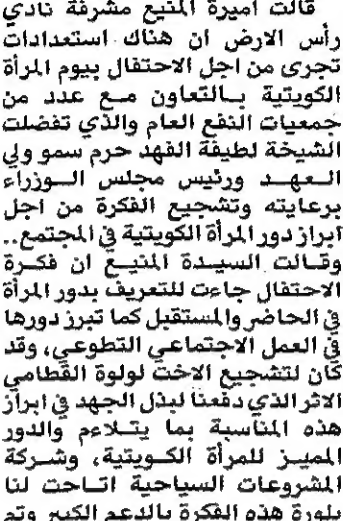 قالت اميرة المنيع مشرفة نادي
رأس الارض ان هناك استعدادات
تجرى من اجل الاحتفال بيوم المرأة
الكويتية بالتعاون مع عدد من
جمعيات النفع العام والذي تفضلت
الشيخة لطيفة الفهد حرم سمو ولي
العهد ورئيس مجلس الوزراء
برعايته وتشجيع الفكرة من اجل
ابراز دور المرأة الكويتية في المجتمع..
وقالت السيدة المنيع ان فكرة
الاحتفال جاءت للتعريف بدور المرأة
في الحاضر والمستقبل كما تبرز دورها
في العمل الاجتماعي التطوعي، وقد
كان لتشجيع الاخت لولوة القطامي
الاثر الذي دفعنا لبذل الجهد في ابراز
هذه المناسبة بما يتلاءم والدور
المميز للمرأة الكويتية، وشركة
المشروعات السياحية اتاحت لنا
بلورة هذه الفكرة بالدعم الكبير وتم